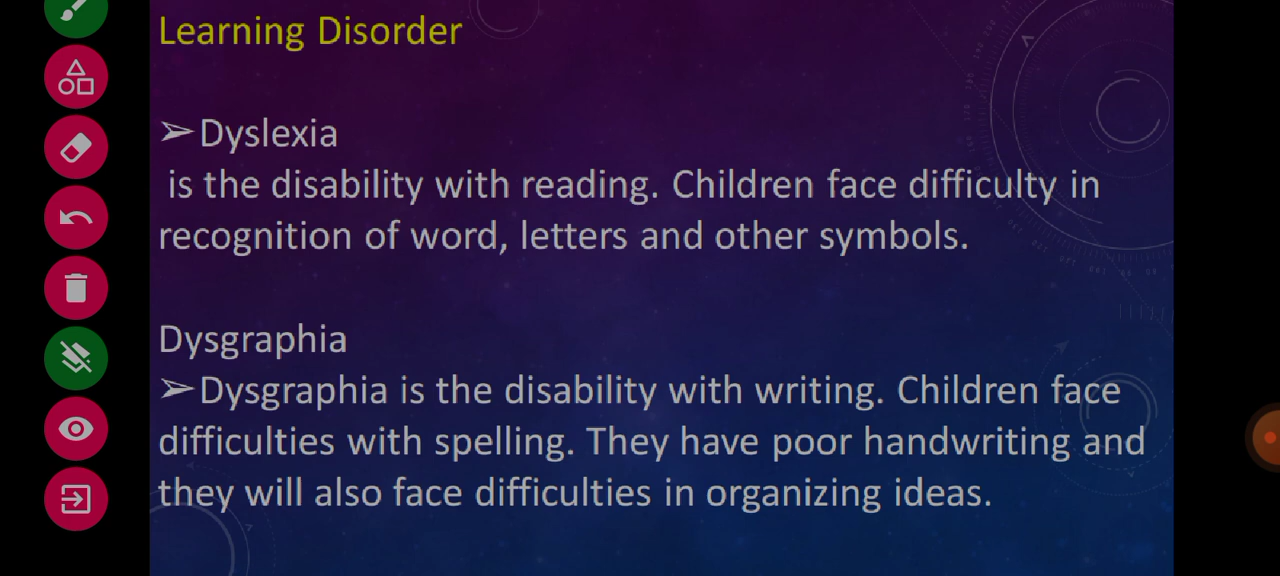 Learning Disorder
➢Dyslexia
is the disability with reading. Children face difficulty in
recognition of word, letters and other symbols.
Dysgraphia
➢Dysgraphia is the disability with writing. Children face
difficulties with spelling. They have poor handwriting and
they will also face difficulties in organizing ideas.